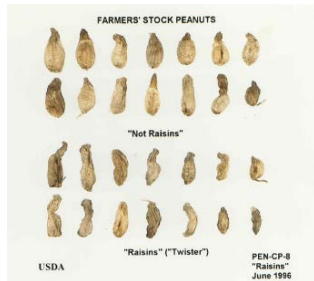 FARMERS' STOCK PEANUTS
"Not Raisins"
"Raisins" ("Twister")
USDA
PEN-CP-8
"Raisins"
June 1996